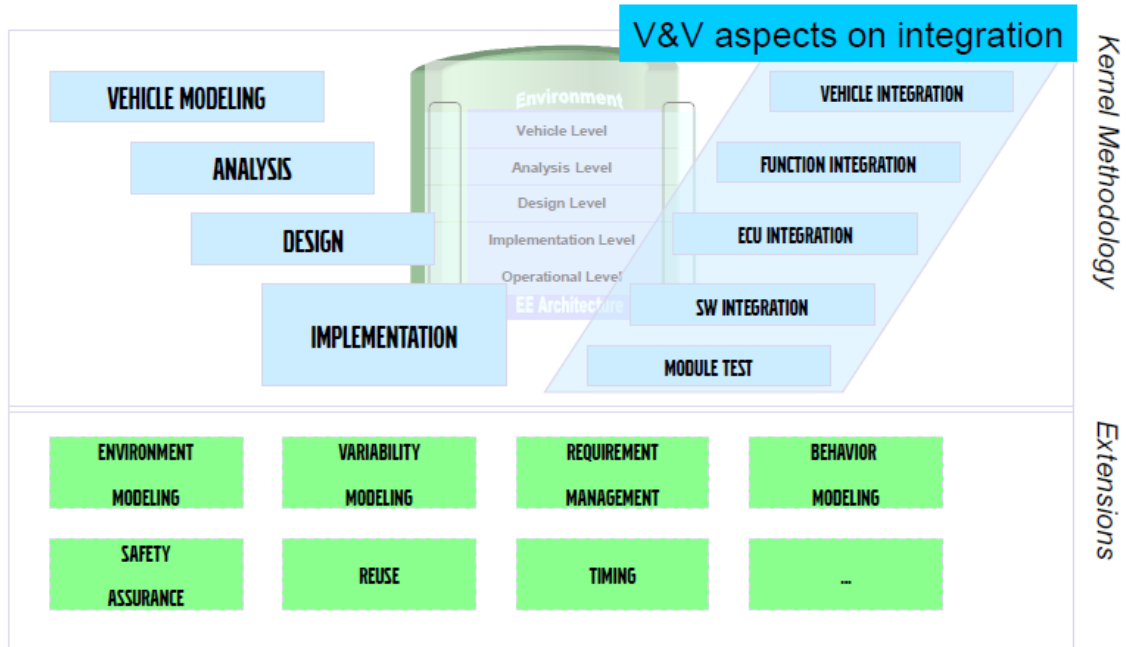 V&V aspects on integration
Kernel Methodology
VEHICLE MODELING
ANALYSIS
DESIGN
IMPLEMENTATION
Environment
Vehicle Level
Analysis Level
Design Level
Implementation Level
Operational Level
EE Architecture
VEHICLE INTEGRATION
FUNCTION INTEGRATION
ECU INTEGRATION
SW INTEGRATION
MODULE TEST
Extensions
ENVIRONMENT
MODELING
VARIABILITY
MODELING
REQUIREMENT
MANAGEMENT
BEHAVIOR
MODELING
SAFETY
ASSURANCE
REUSE
TIMING
...